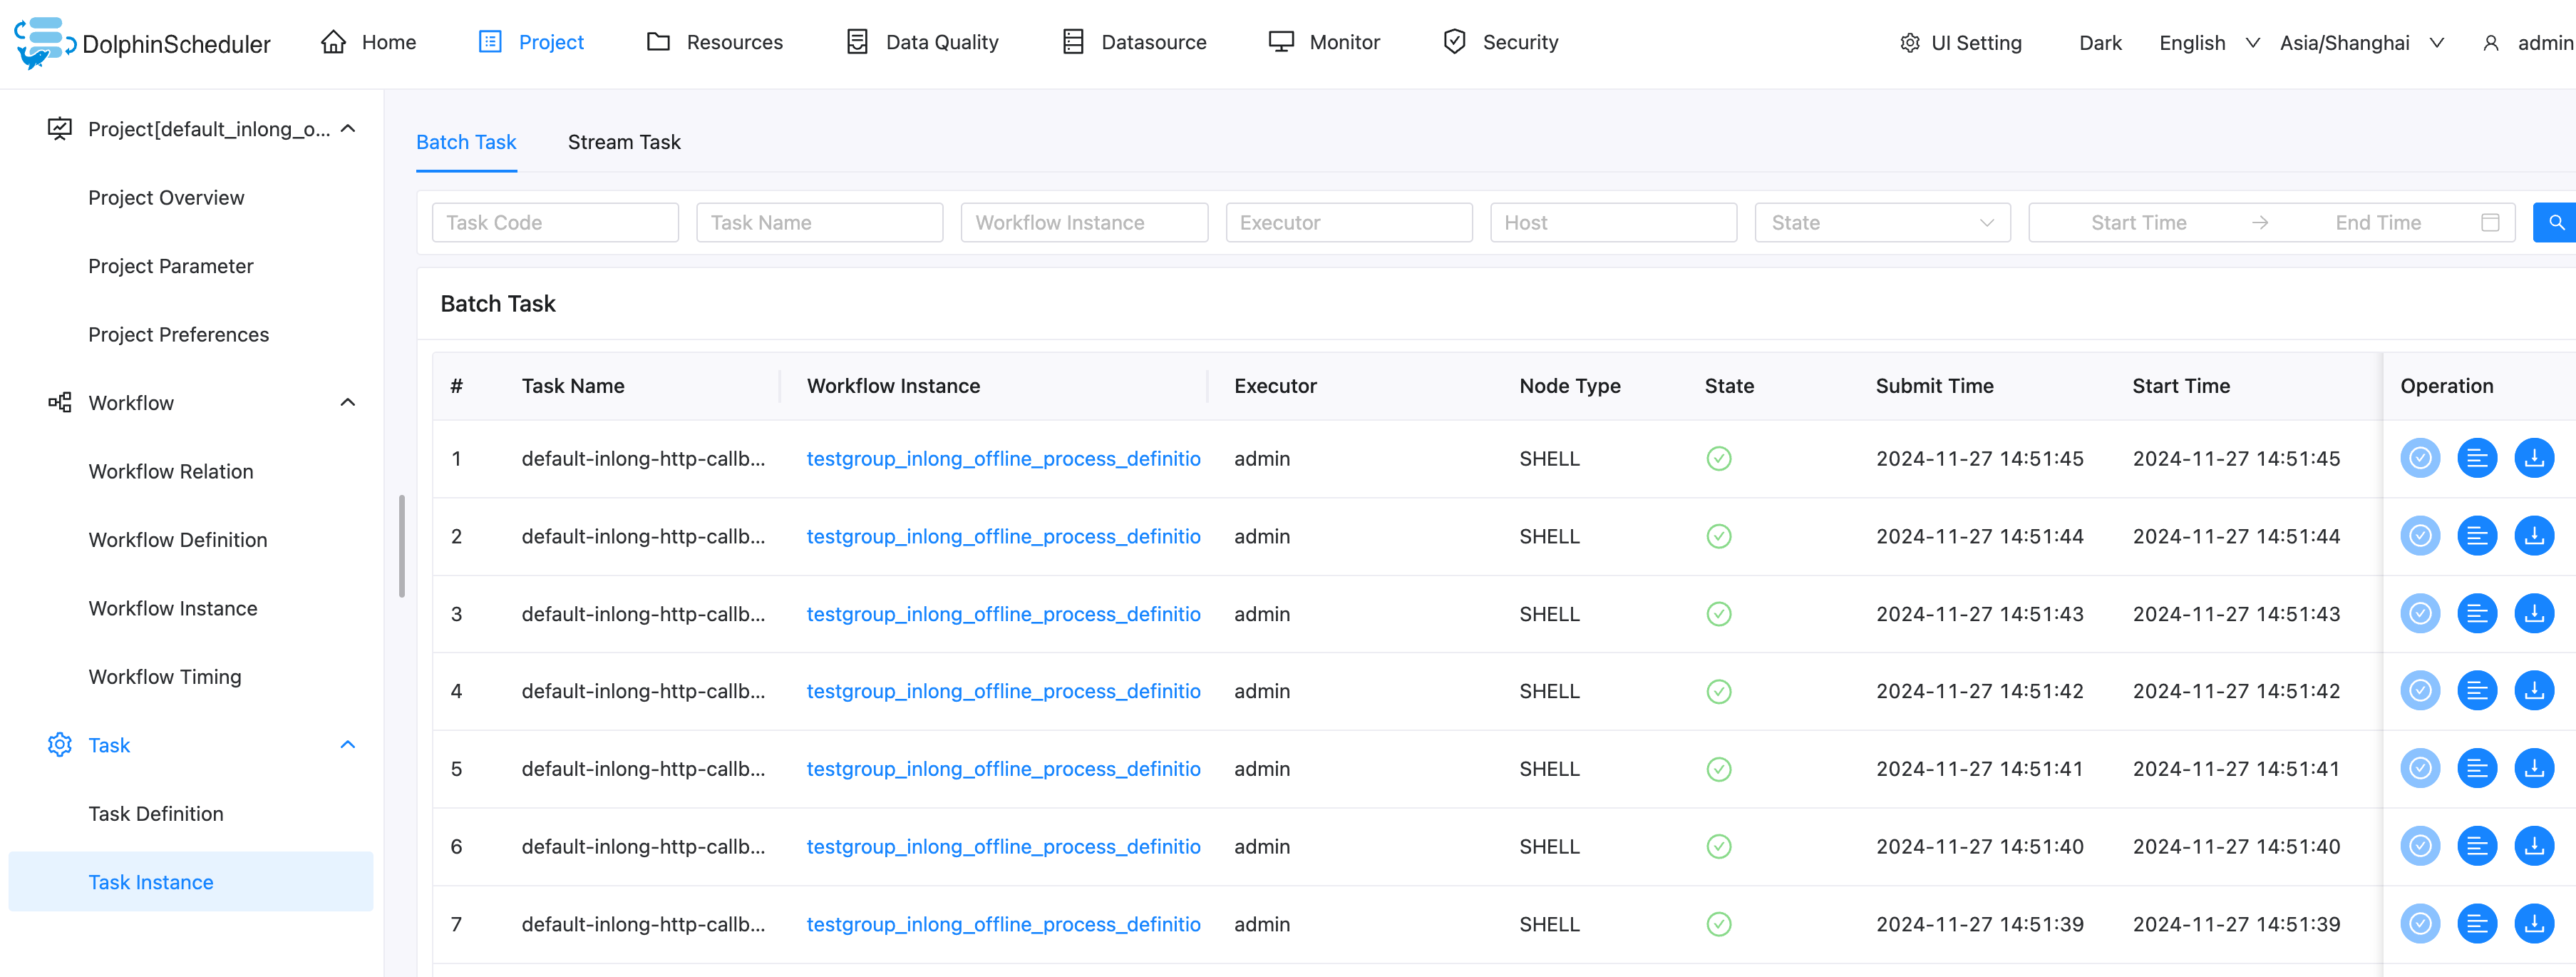 DolphinScheduler Home Project Resources Data Quality Datasource Monitor Security UI Setting Dark English Asia/Shanghai admin
Project[default_inlong_o...
Project Overview
Project Parameter
Project Preferences
Workflow
Workflow Relation
Workflow Definition
Workflow Instance
Workflow Timing
Task
Task Definition
Task Instance
Batch Task Stream Task
Task Code Task Name Workflow Instance Executor Host State Start Time End Time
Batch Task
# Task Name Workflow Instance Executor Node Type State Submit Time Start Time Operation
1 default-inlong-http-callb... testgroup_inlong_offline_process_definitio admin SHELL 2024-11-27 14:51:45 2024-11-27 14:51:45
2 default-inlong-http-callb... testgroup_inlong_offline_process_definitio admin SHELL 2024-11-27 14:51:44 2024-11-27 14:51:44
3 default-inlong-http-callb... testgroup_inlong_offline_process_definitio admin SHELL 2024-11-27 14:51:43 2024-11-27 14:51:43
4 default-inlong-http-callb... testgroup_inlong_offline_process_definitio admin SHELL 2024-11-27 14:51:42 2024-11-27 14:51:42
5 default-inlong-http-callb... testgroup_inlong_offline_process_definitio admin SHELL 2024-11-27 14:51:41 2024-11-27 14:51:41
6 default-inlong-http-callb... testgroup_inlong_offline_process_definitio admin SHELL 2024-11-27 14:51:40 2024-11-27 14:51:40
7 default-inlong-http-callb... testgroup_inlong_offline_process_definitio admin SHELL 2024-11-27 14:51:39 2024-11-27 14:51:39